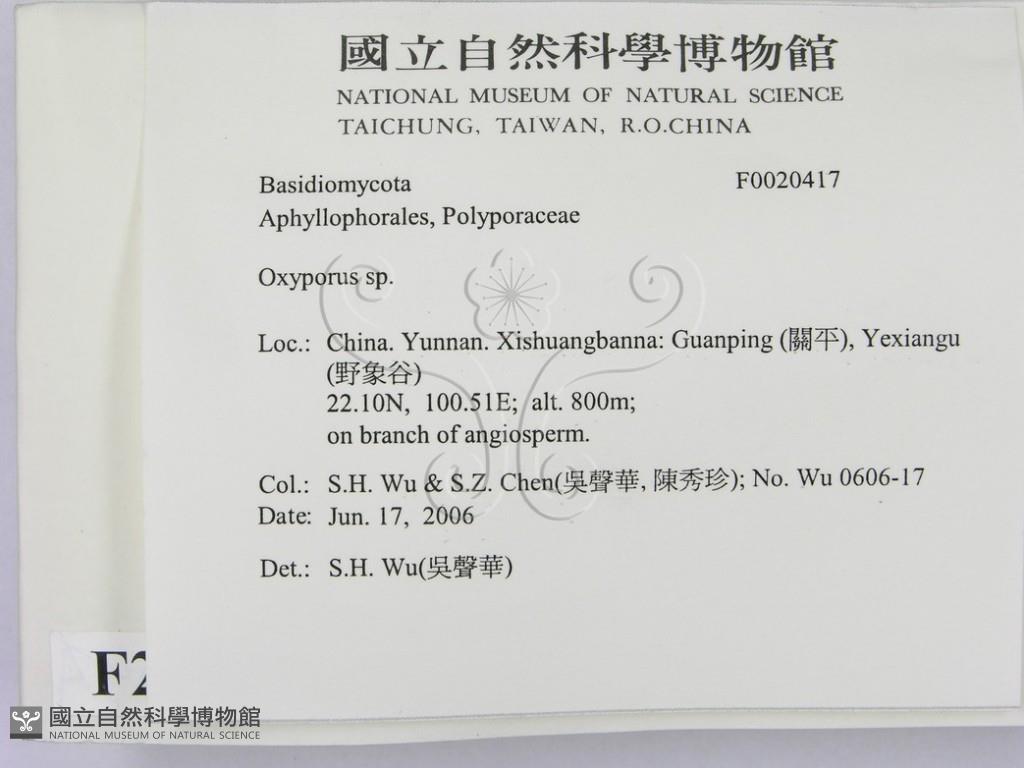 國立自然科學博物館
NATIONAL MUSEUM OF NATURAL SCIENCE
TAICHUNG, TAIWAN, R.O.CHINA
Basidiomycota F0020417
Aphyllophorales, Polyporaceae
Oxyporus sp.
Loc.: China. Yunnan. Xishuangbanna: Guanping (關平), Yexiangu
(野象谷)
22.10N, 100.51E; alt. 800m;
on branch of angiosperm.
Col.: S.H. Wu & S.Z. Chen(吳聲華, 陳秀珍); No. Wu 0606-17
Date: Jun. 17, 2006
Det.: S.H. Wu(吳聲華)
F2
國立自然科學博物館
NATIONAL MUSEUM OF NATURAL SCIENCE